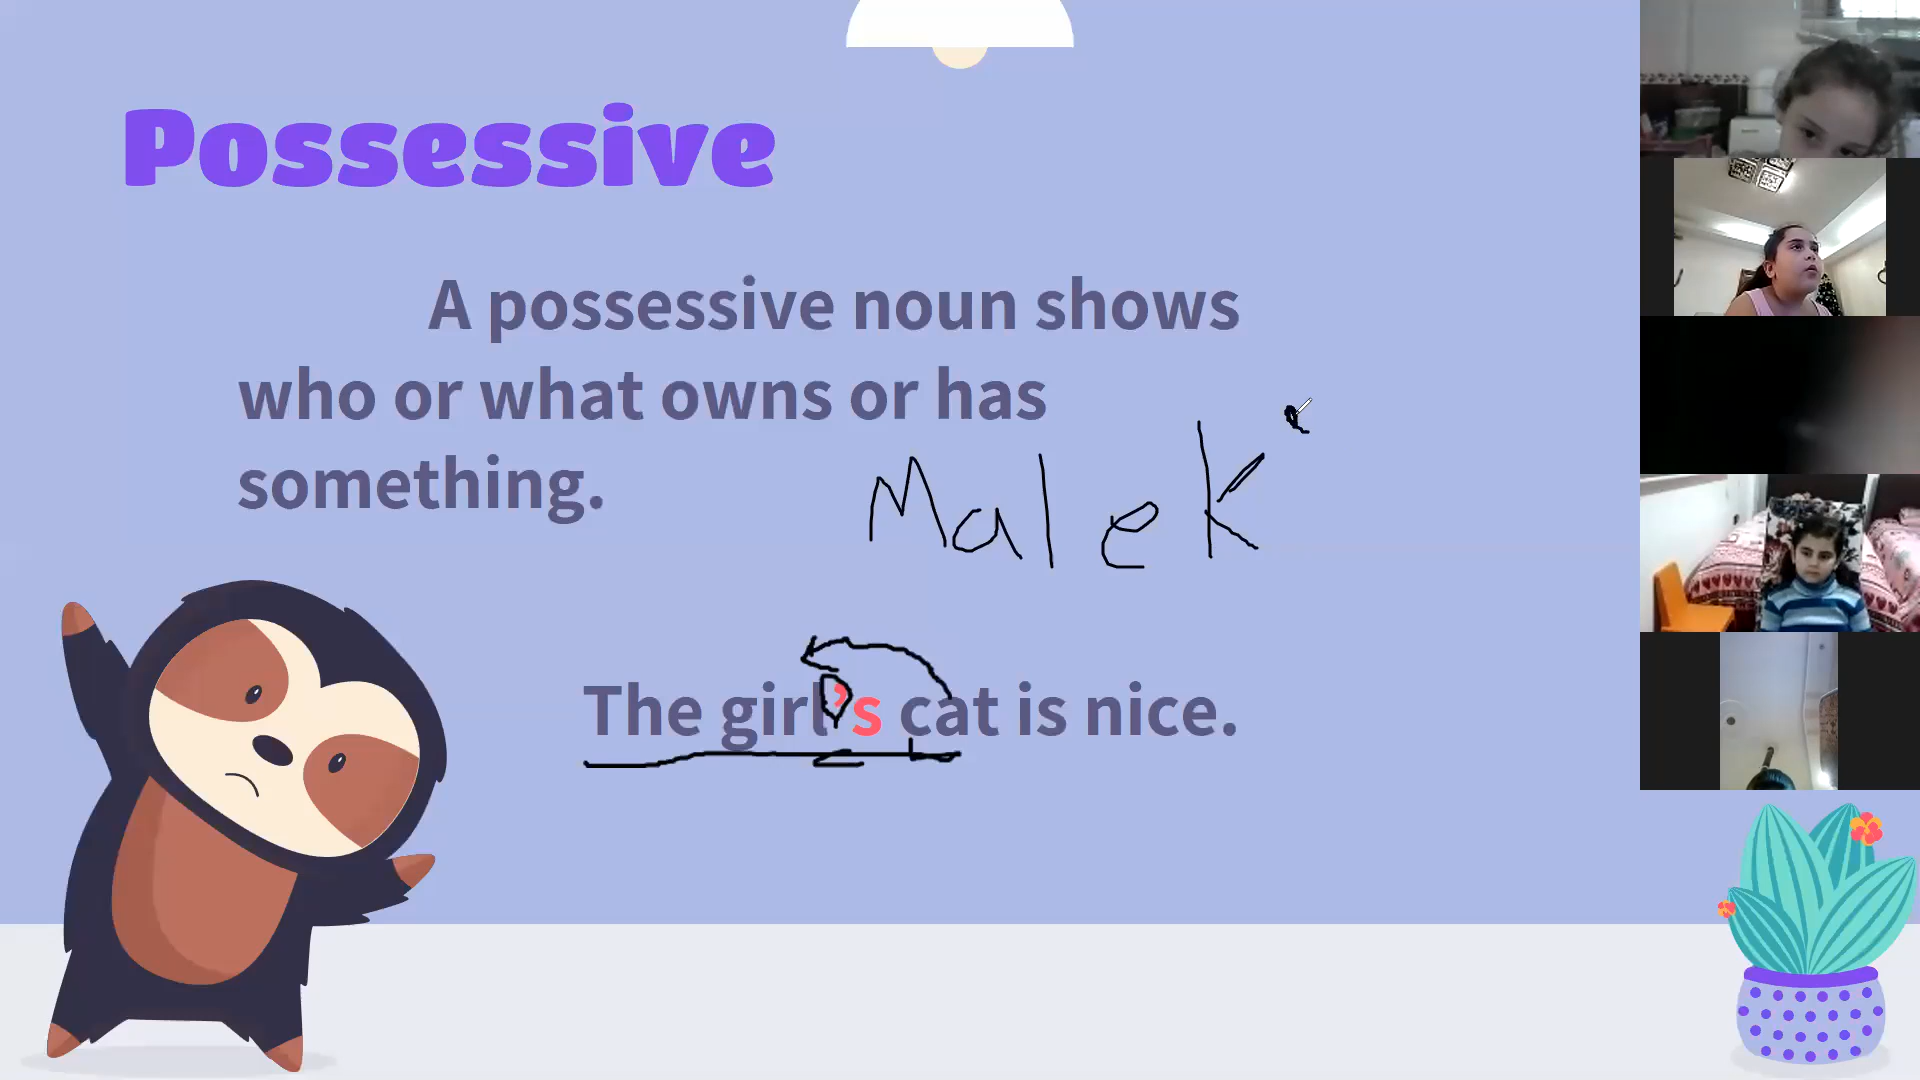 Possessive
A possessive noun shows
who or what owns or has
something.
Malek'
The girl's cat is nice.